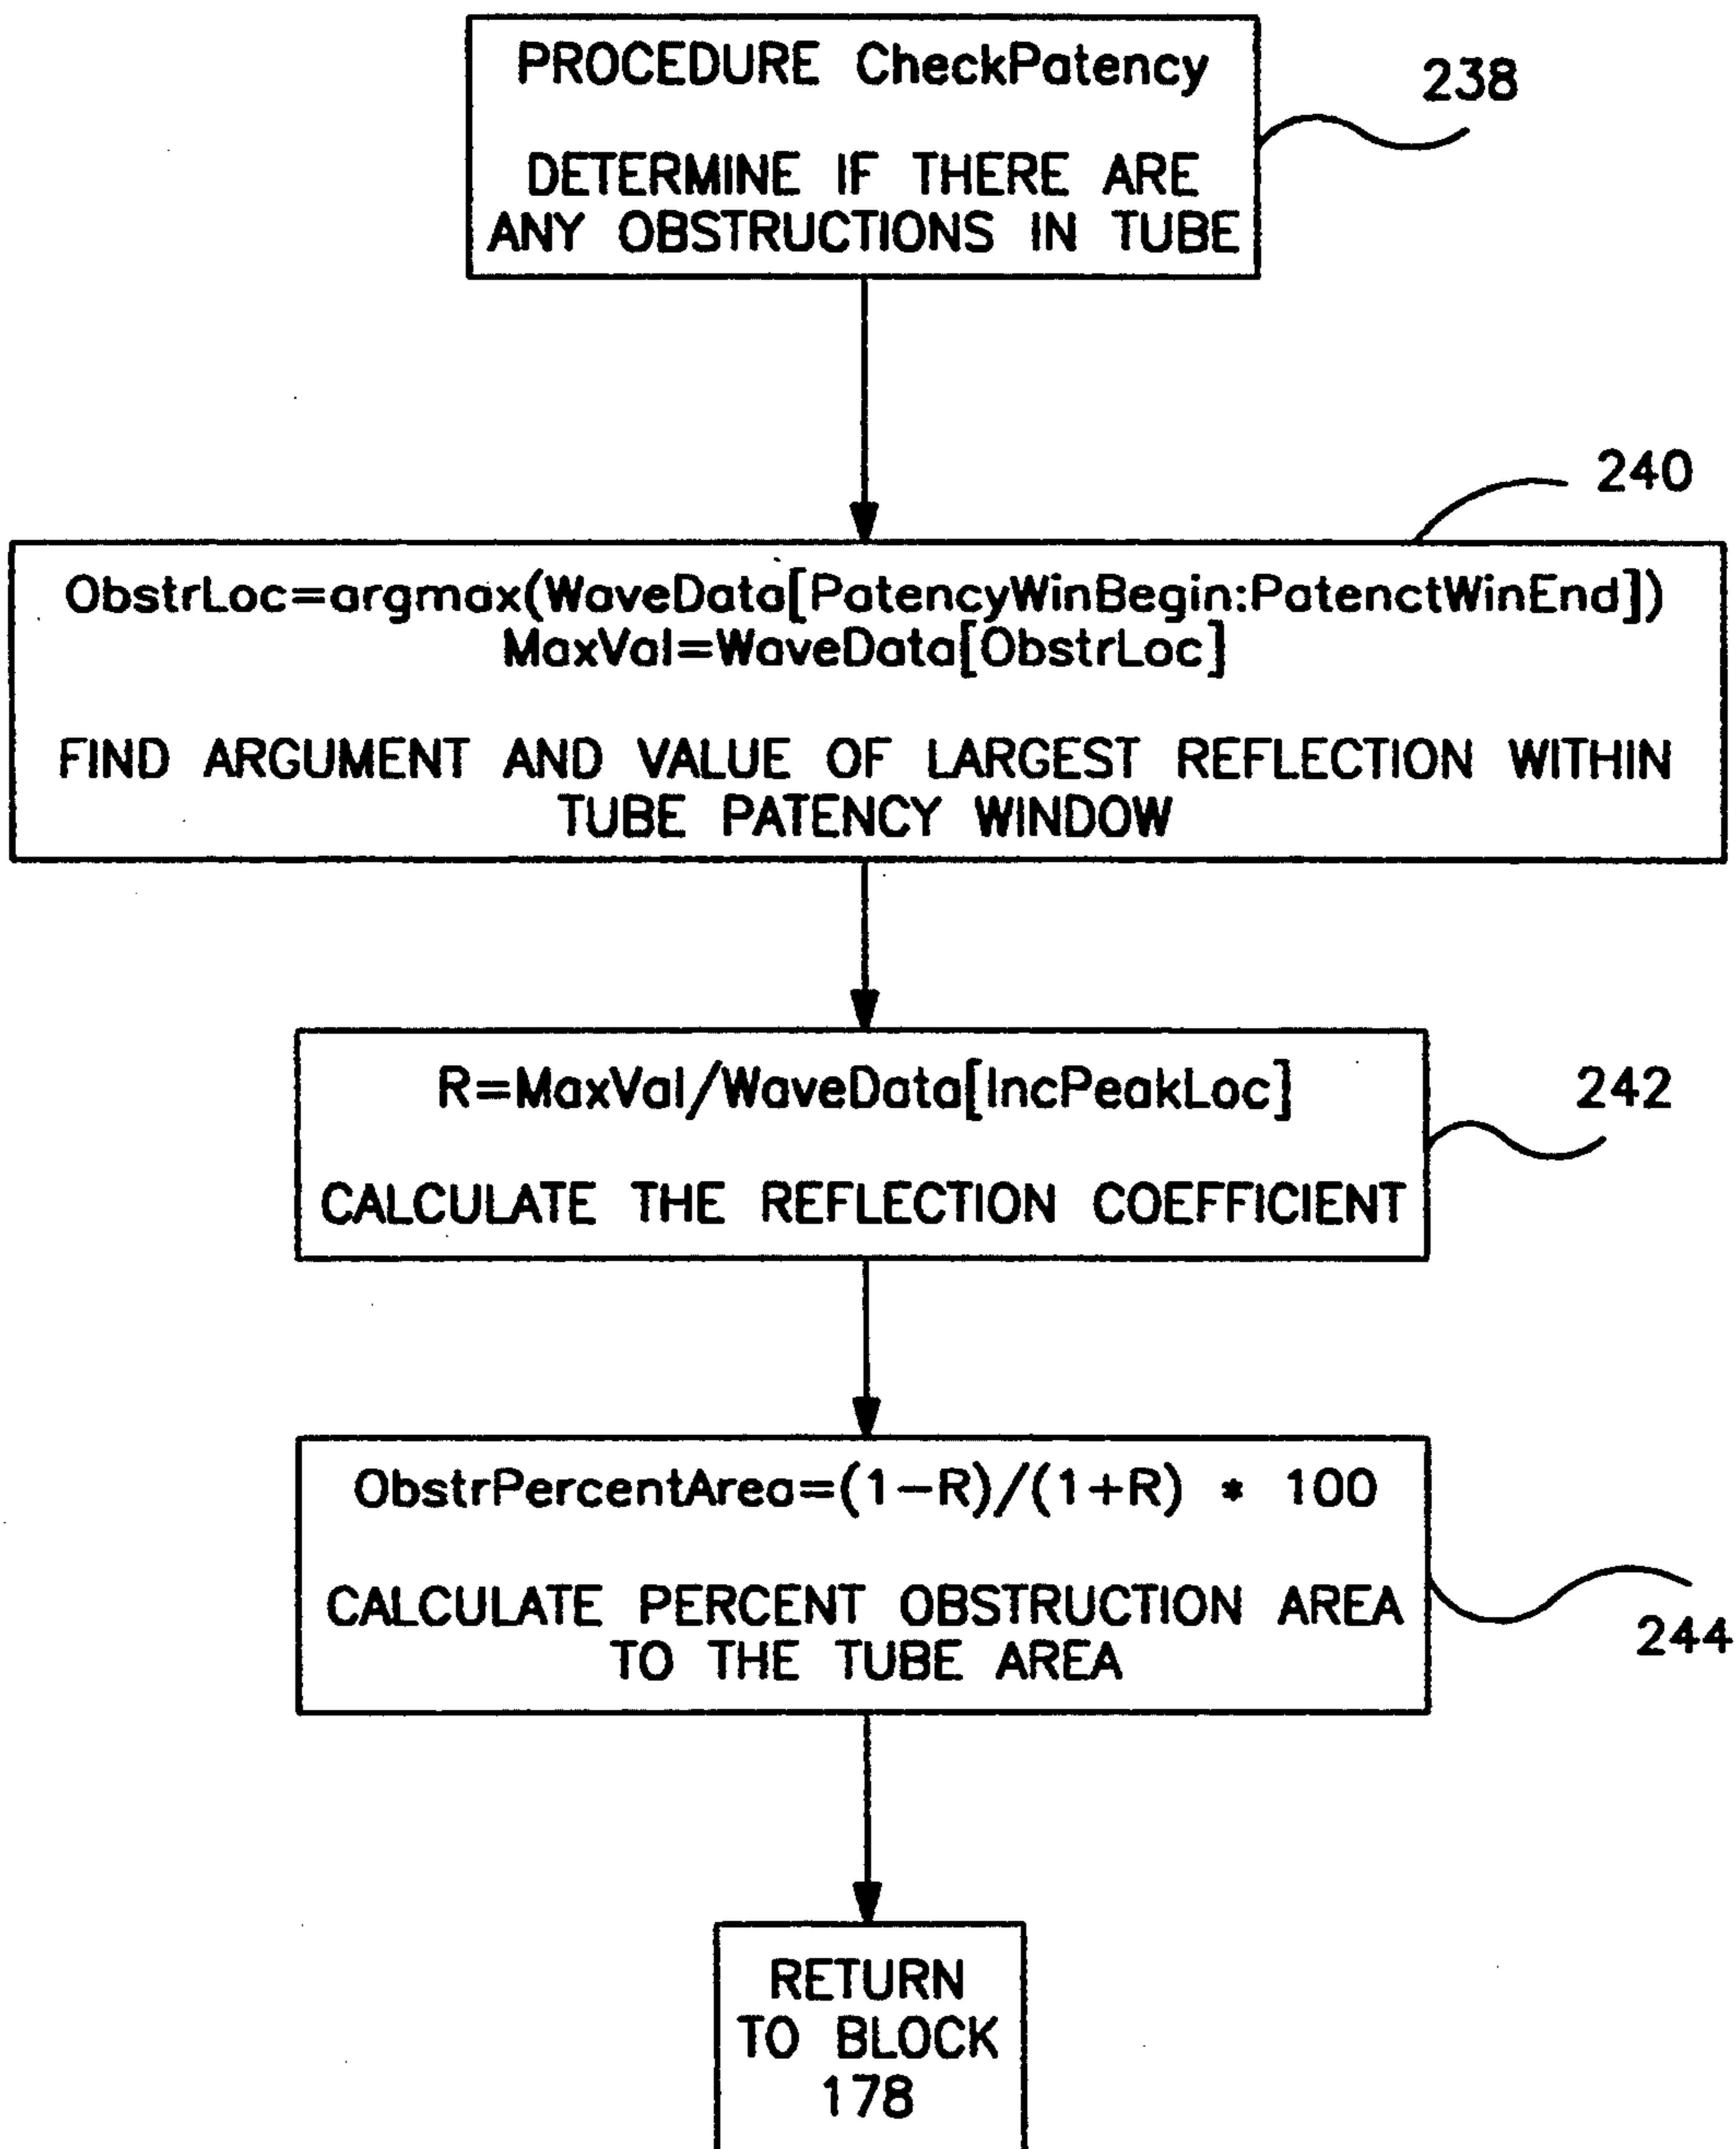 PROCEDURE CheckPatency
238
DETERMINE IF THERE ARE
ANY OBSTRUCTIONS IN TUBE
240
ObstrLoc=argmax(WaveData[PatencyWinBegin:PatenctWinEnd])
MaxVal=WaveData[ObstrLoc]
FIND ARGUMENT AND VALUE OF LARGEST REFLECTION WITHIN
TUBE PATENCY WINDOW
R=MaxVal/WaveData[IncPeakLoc]
242
CALCULATE THE REFLECTION COEFFICIENT
ObstrPercentArea=(1-R)/(1+R) * 100
CALCULATE PERCENT OBSTRUCTION AREA
TO THE TUBE AREA
244
RETURN
TO BLOCK
178